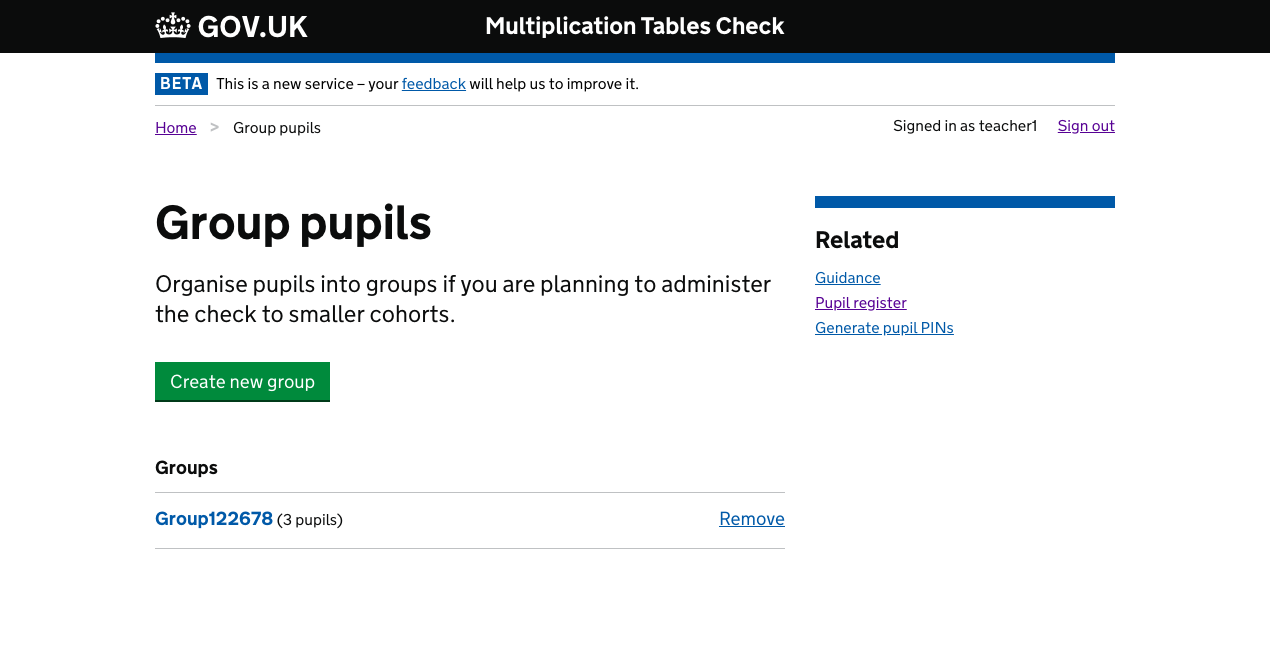 GOV.UK
Multiplication Tables Check
BETA This is a new service – your feedback will help us to improve it.
Home > Group pupils
Signed in as teacher1 Sign out
Group pupils
Organise pupils into groups if you are planning to administer
the check to smaller cohorts.
Create new group
Groups
Group122678 (3 pupils) Remove
Related
Guidance
Pupil register
Generate pupil PINs